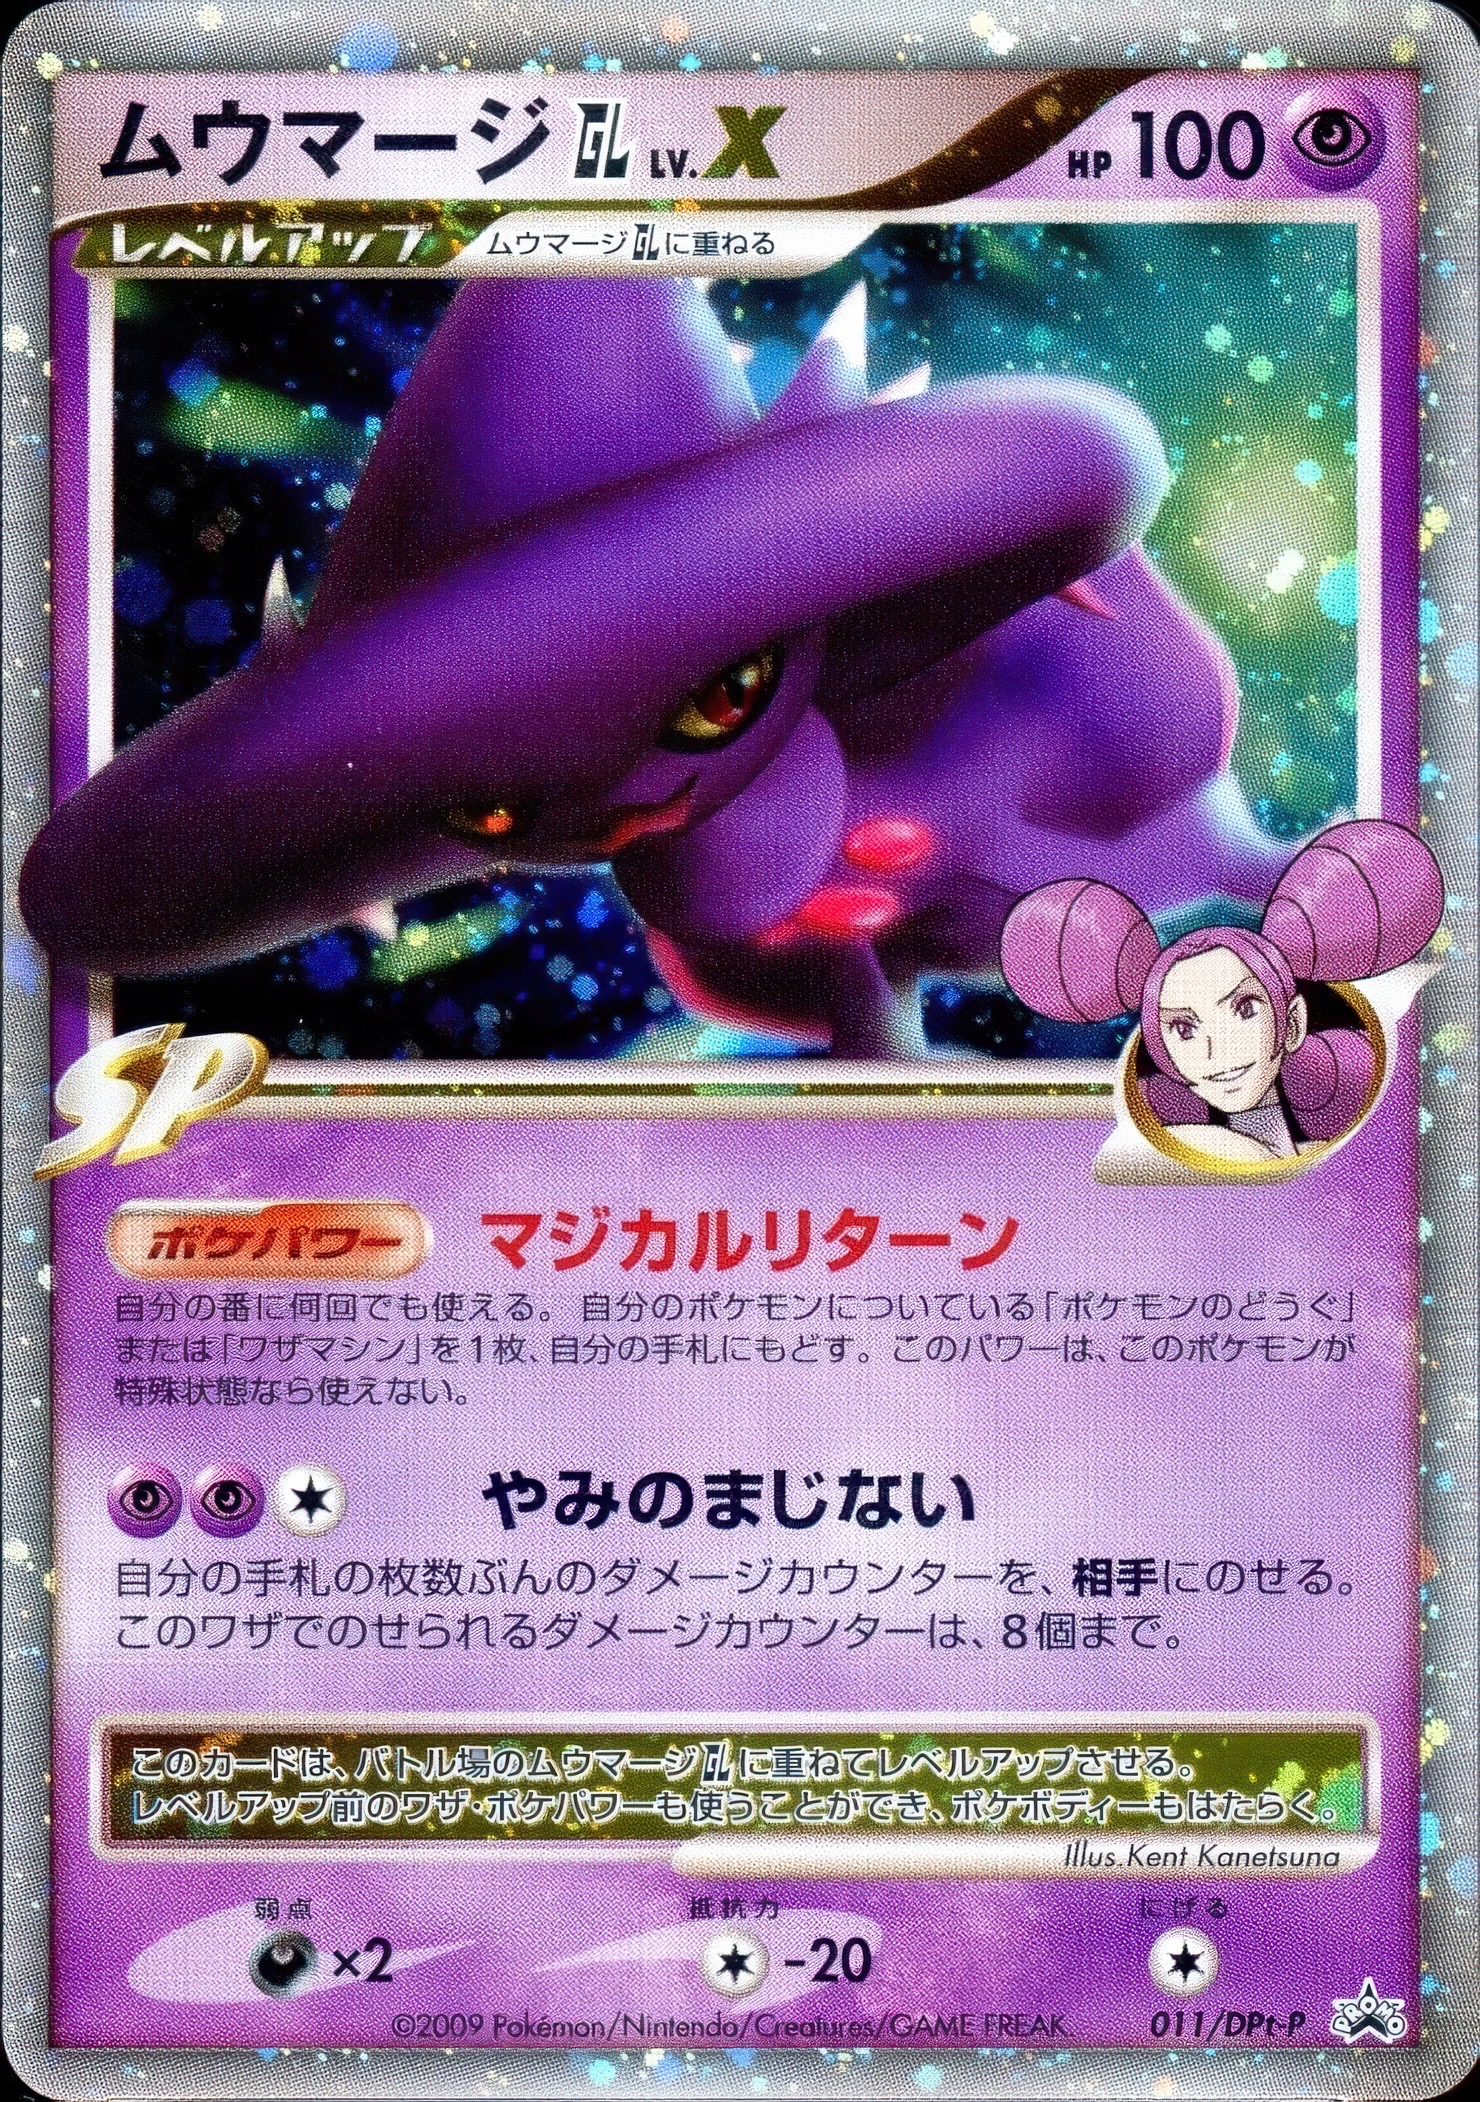 ムウマージ GL LV.X HP 100
レベルアップ ムウマージGLに重ねる
SP
ポケパワー マジカルリターン
自分の番に何回でも使える。自分のポケモンについている「ポケモンのどうぐ」
または「ワザマシン」を1枚、自分の手札にもどす。このパワーは、このポケモンが
特殊状態なら使えない。
やみのまじない
自分の手札の枚数ぶんのダメージカウンターを、相手にのせる。
このワザでのせられるダメージカウンターは、8個まで。
このカードは、バトル場のムウマージGLに重ねてレベルアップさせる。
レベルアップ前のワザ・ポケパワーも使うことができ、ポケボディーもはたらく。
Illus.Kent Kanetsuna
弱点 抵抗力 にげる
×2 -20
©2009 Pokémon/Nintendo/Creatures/GAME FREAK. 011/DPt-P PROMO